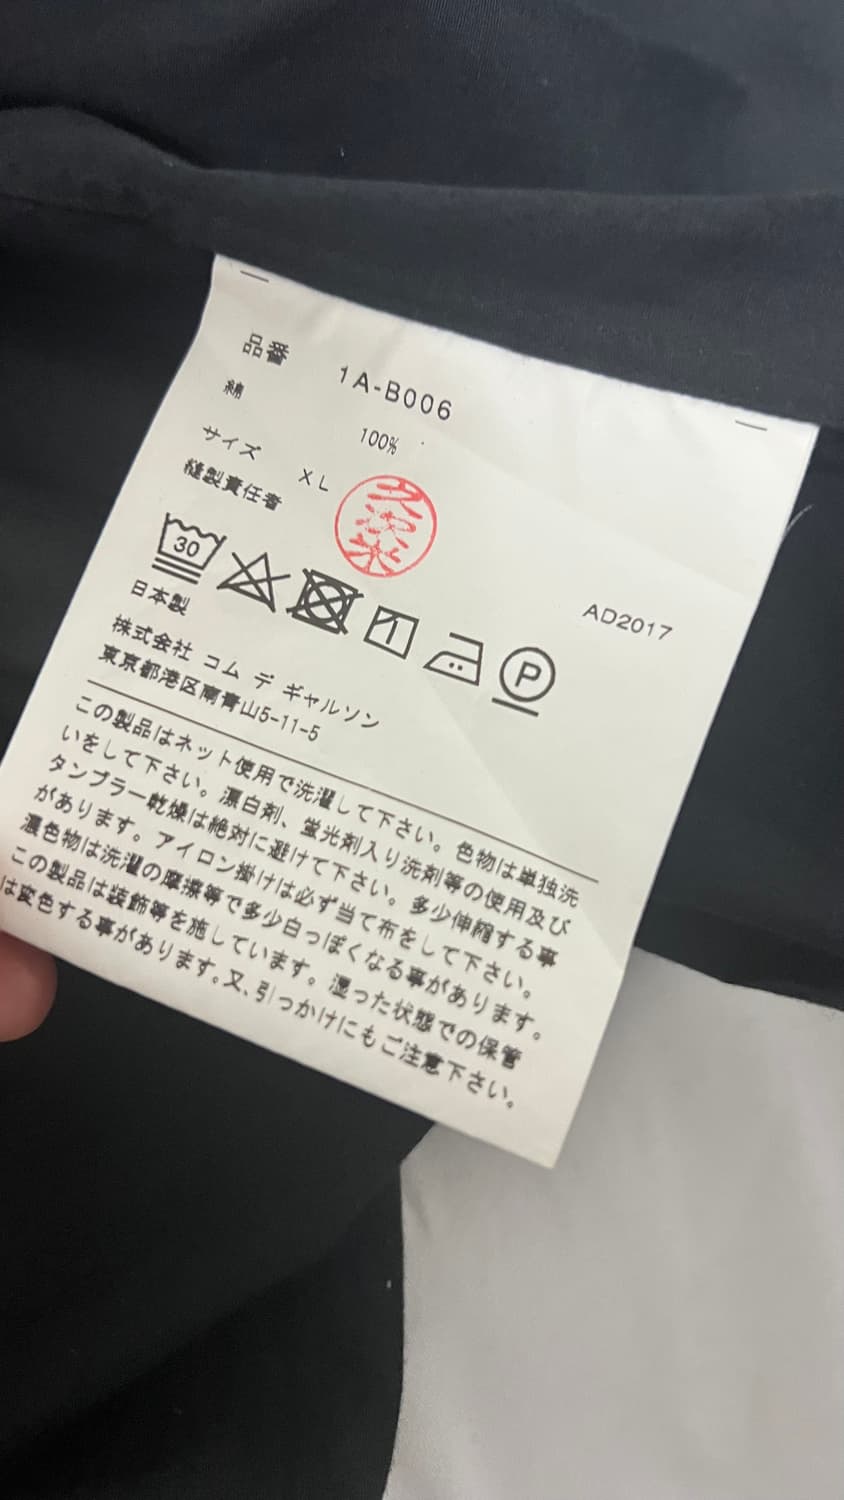 品番 1A-B006
綿 100%
サイズ XL
縫製責任者 久次米
30
P
AD2017
日本製
株式会社 コム デ ギャルソン
東京都港区南青山5-11-5
この製品はネット使用で洗濯して下さい。色物は単独洗
いをして下さい。漂白剤、蛍光剤入り洗剤等の使用及び
タンブラー乾燥は絶対に避けて下さい。多少伸縮する事
があります。アイロン掛けは必ず当て布をして下さい。
濃色物は洗濯の摩擦等で多少白っぽくなる事があります。
この製品は装飾等を施しています。湿った状態での保管
は変色する事があります。又、引っかけにもご注意下さい。